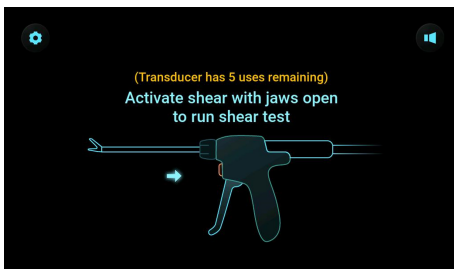 (Transducer has 5 uses remaining)
Activate shear with jaws open
to run shear test